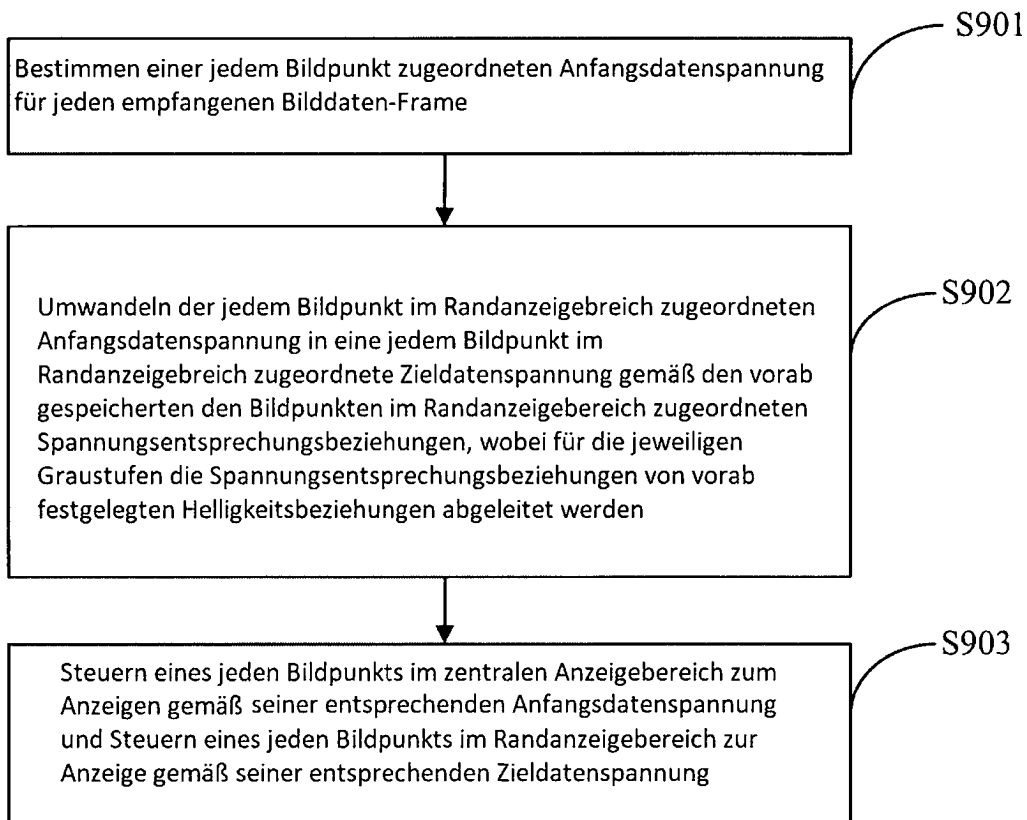 S901
Bestimmen einer jedem Bildpunkt zugeordneten Anfangsdatenspannung
für jeden empfangenen Bilddaten-Frame
S902
Umwandeln der jedem Bildpunkt im Randanzeigebreich zugeordneten
Anfangsdatenspannung in eine jedem Bildpunkt im
Randanzeigebreich zugeordnete Zieldatenspannung gemäß den vorab
gespeicherten den Bildpunkten im Randanzeigebereich zugeordneten
Spannungsentsprechungsbeziehungen, wobei für die jeweiligen
Graustufen die Spannungsentsprechungsbeziehungen von vorab
festgelegten Helligkeitsbeziehungen abgeleitet werden
S903
Steuern eines jeden Bildpunkts im zentralen Anzeigebereich zum
Anzeigen gemäß seiner entsprechenden Anfangsdatenspannung
und Steuern eines jeden Bildpunkts im Randanzeigebereich zur
Anzeige gemäß seiner entsprechenden Zieldatenspannung